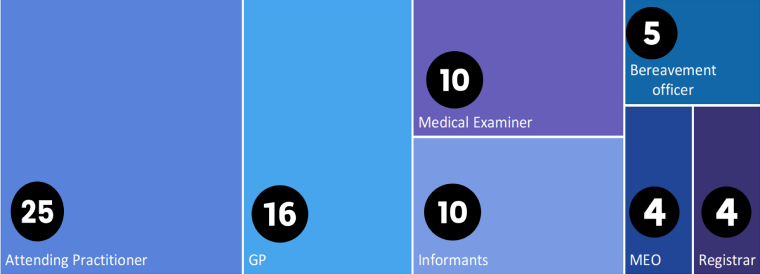 25
Attending Practitioner
16
GP
10
Medical Examiner
10
Informants
5
Bereavement
officer
4
MEO
4
Registrar